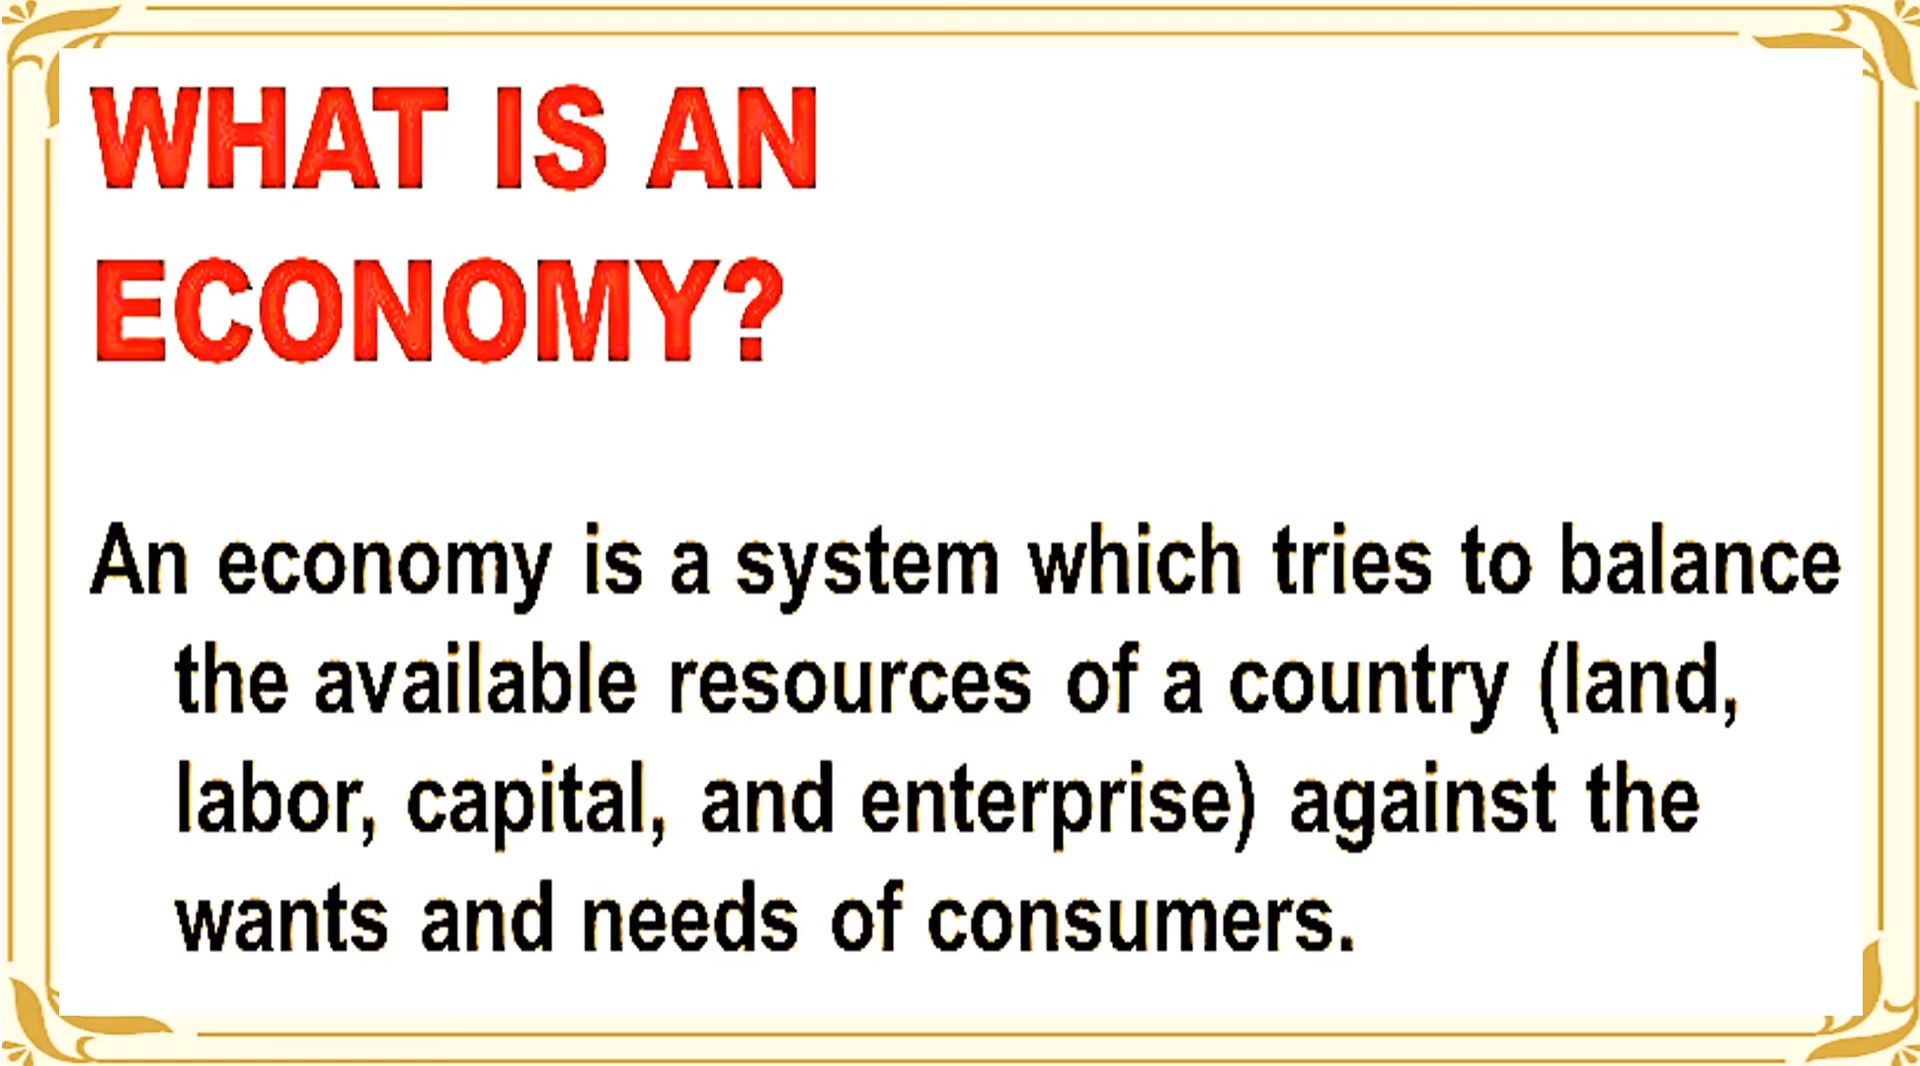 WHAT IS AN
ECONOMY?
An economy is a system which tries to balance
the available resources of a country (land,
labor, capital, and enterprise) against the
wants and needs of consumers.